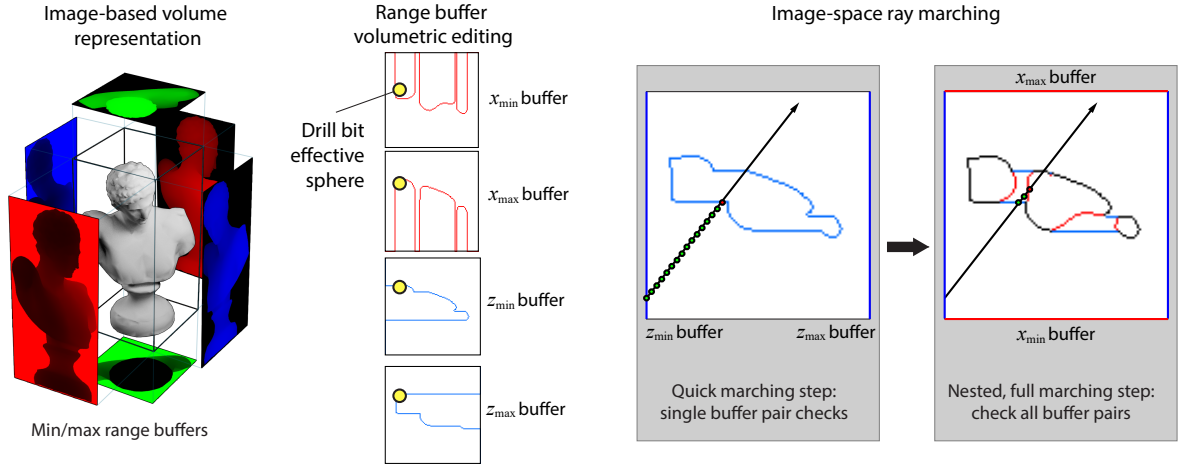 Image-based volume
representation
Min/max range buffers
Range buffer
volumetric editing
Drill bit
effective
sphere
xmin buffer
xmax buffer
zmin buffer
zmax buffer
Image-space ray marching
zmin buffer
zmax buffer
Quick marching step:
single buffer pair checks
xmax buffer
xmin buffer
Nested, full marching step:
check all buffer pairs